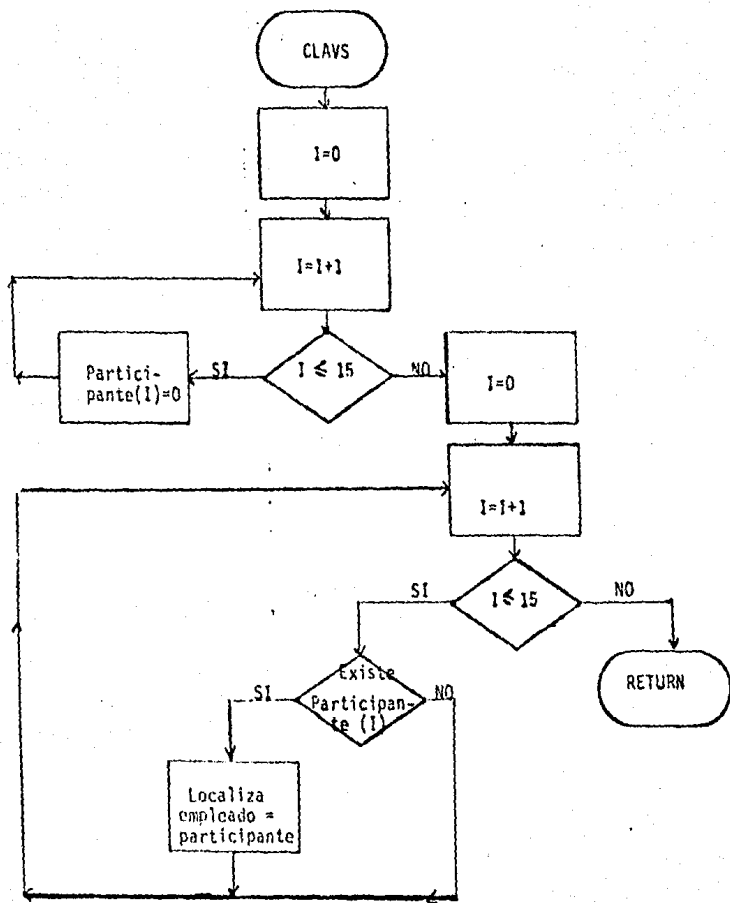 CLAVS
I=0
I=I+1
Partici-
pante(I)=0
SI
I ≤ 15
NO
I=0
I=I+1
SI
I ≤ 15
NO
RETURN
Existe
SI
NO
Participan-
te (I)
Localiza
empleado =
participante